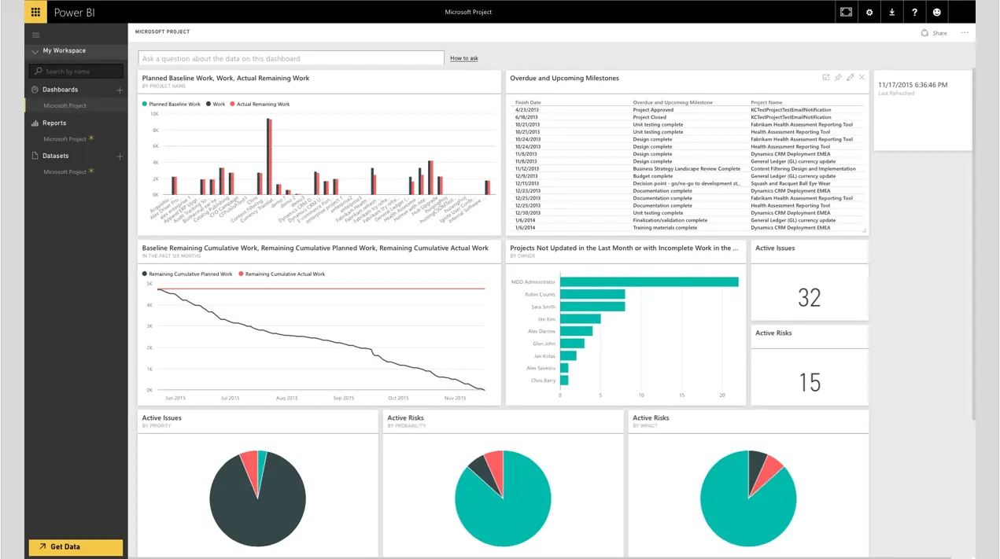 Power BI
Microsoft Project
MICROSOFT PROJECT
Share
My Workspace
Search by name
Dashboards
Microsoft Project
Reports
Microsoft Project
Datasets
Microsoft Project
Get Data
Ask a question about the data on this dashboard
How to ask
Planned Baseline Work, Work, Actual Remaining Work
BY PROJECT NAME
Planned Baseline Work Work Actual Remaining Work
10K
8K
6K
4K
2K
0K
Overdue and Upcoming Milestones
Finish Date Overdue and Upcoming Milestone Project Name
4/23/2013 Project Approved KCTestProjectTestEmailNotification
6/18/2013 Project Closed KCTestProjectTestEmailNotification
10/21/2013 Unit testing complete Fabrikam Health Assessment Reporting Tool
10/21/2013 Unit testing complete Health Assessment Reporting Tool
10/24/2013 Design complete Fabrikam Health Assessment Reporting Tool
10/24/2013 Design complete Health Assessment Reporting Tool
11/8/2013 Design complete Dynamics CRM Deployment EMEA
11/8/2013 Design complete General Ledger (GL) currency update
11/12/2013 Business Strategy Landscape Review Complete Content Filtering Design and Implementation
12/9/2013 Budget complete General Ledger (GL) currency update
12/11/2013 Decision point - go/no-go to development st... Squash and Racquet Ball Eye Wear
12/23/2013 Documentation complete Dynamics CRM Deployment EMEA
12/25/2013 Documentation complete Fabrikam Health Assessment Reporting Tool
12/25/2013 Documentation complete Health Assessment Reporting Tool
12/30/2013 Unit testing complete Dynamics CRM Deployment EMEA
1/6/2014 Finalization/validation complete General Ledger (GL) currency update
1/6/2014 Training materials complete Dynamics CRM Deployment EMEA
11/17/2015 6:36:46 PM
Last Refreshed
Baseline Remaining Cumulative Work, Remaining Cumulative Planned Work, Remaining Cumulative Actual Work
IN THE PAST SIX MONTHS
Remaining Cumulative Planned Work Remaining Cumulative Actual Work
5K
4K
3K
2K
1K
0K
Jun 2015 Jul 2015 Aug 2015 Sep 2015 Oct 2015 Nov 2015
Projects Not Updated in the Last Month or with Incomplete Work in the ...
BY OWNER
MOD Administrator
Robin Counts
Sara Smith
Jim Kim
Alex Darrow
Glen John
Jan Kotas
Alex Savescu
Chris Barry
0 5 10 15 20
Active Issues
32
Active Risks
15
Active Issues
BY PRIORITY
Active Risks
BY PROBABILITY
Active Risks
BY IMPACT